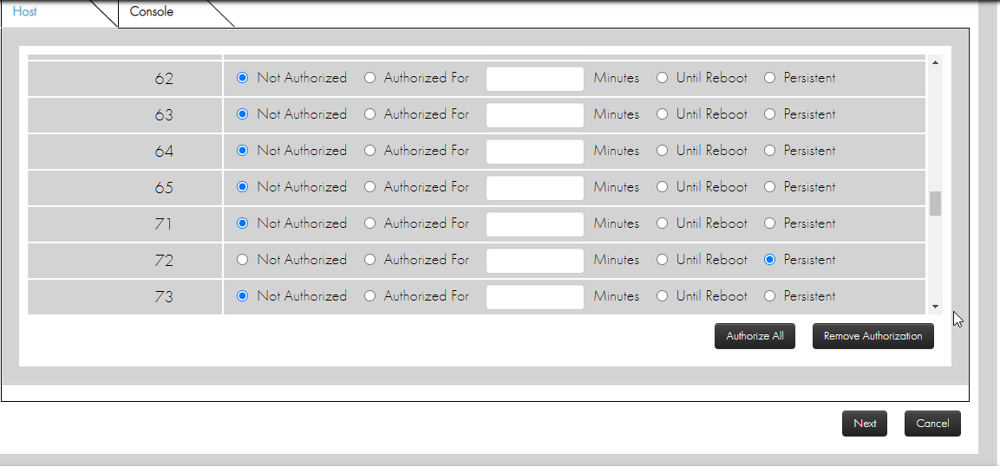 Host Console
62 Not Authorized Authorized For Minutes Until Reboot Persistent
63 Not Authorized Authorized For Minutes Until Reboot Persistent
64 Not Authorized Authorized For Minutes Until Reboot Persistent
65 Not Authorized Authorized For Minutes Until Reboot Persistent
71 Not Authorized Authorized For Minutes Until Reboot Persistent
72 Not Authorized Authorized For Minutes Until Reboot Persistent
73 Not Authorized Authorized For Minutes Until Reboot Persistent
Authorize All Remove Authorization
Next Cancel